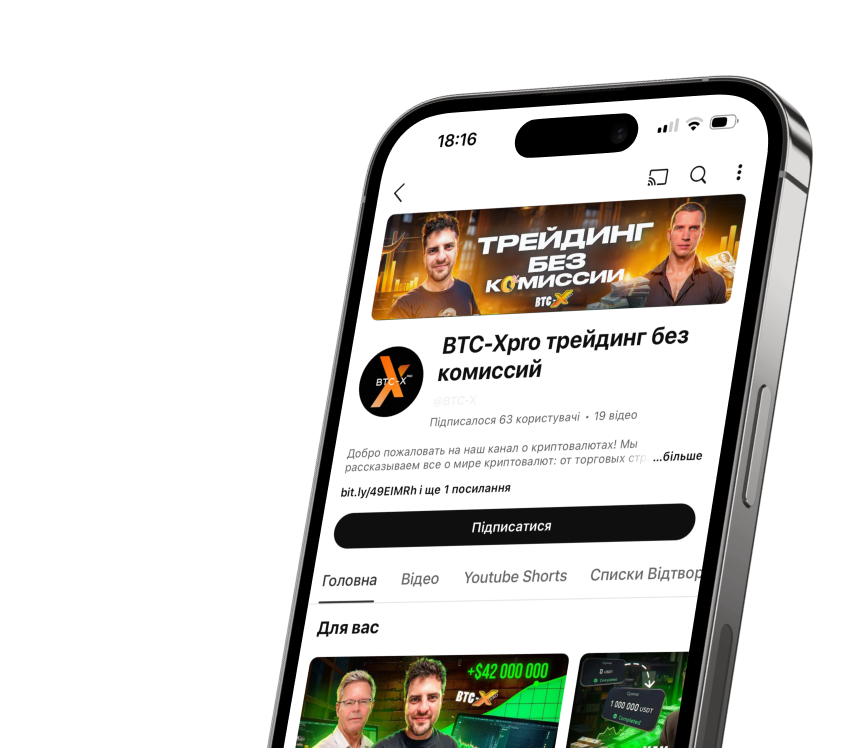 18:16
ТРЕЙДИНГ
БЕЗ
КОМИССИИ
BTC-X
BTC-Xpro трейдинг без
комиссий
BTC-X
@BTC-X
Підписалося 63 користувачі • 19 відео
Добро пожаловать на наш канал о криптовалютах! Мы
рассказываем все о мире криптовалют: от торговых стр ...більше
bit.ly/49EIMRh і ще 1 посилання
Підписатися
Головна Відео Youtube Shorts Списки Відтвор
Для вас
+$42 000 000
BTC-X
Completed
1 000 000 USDT
Completed